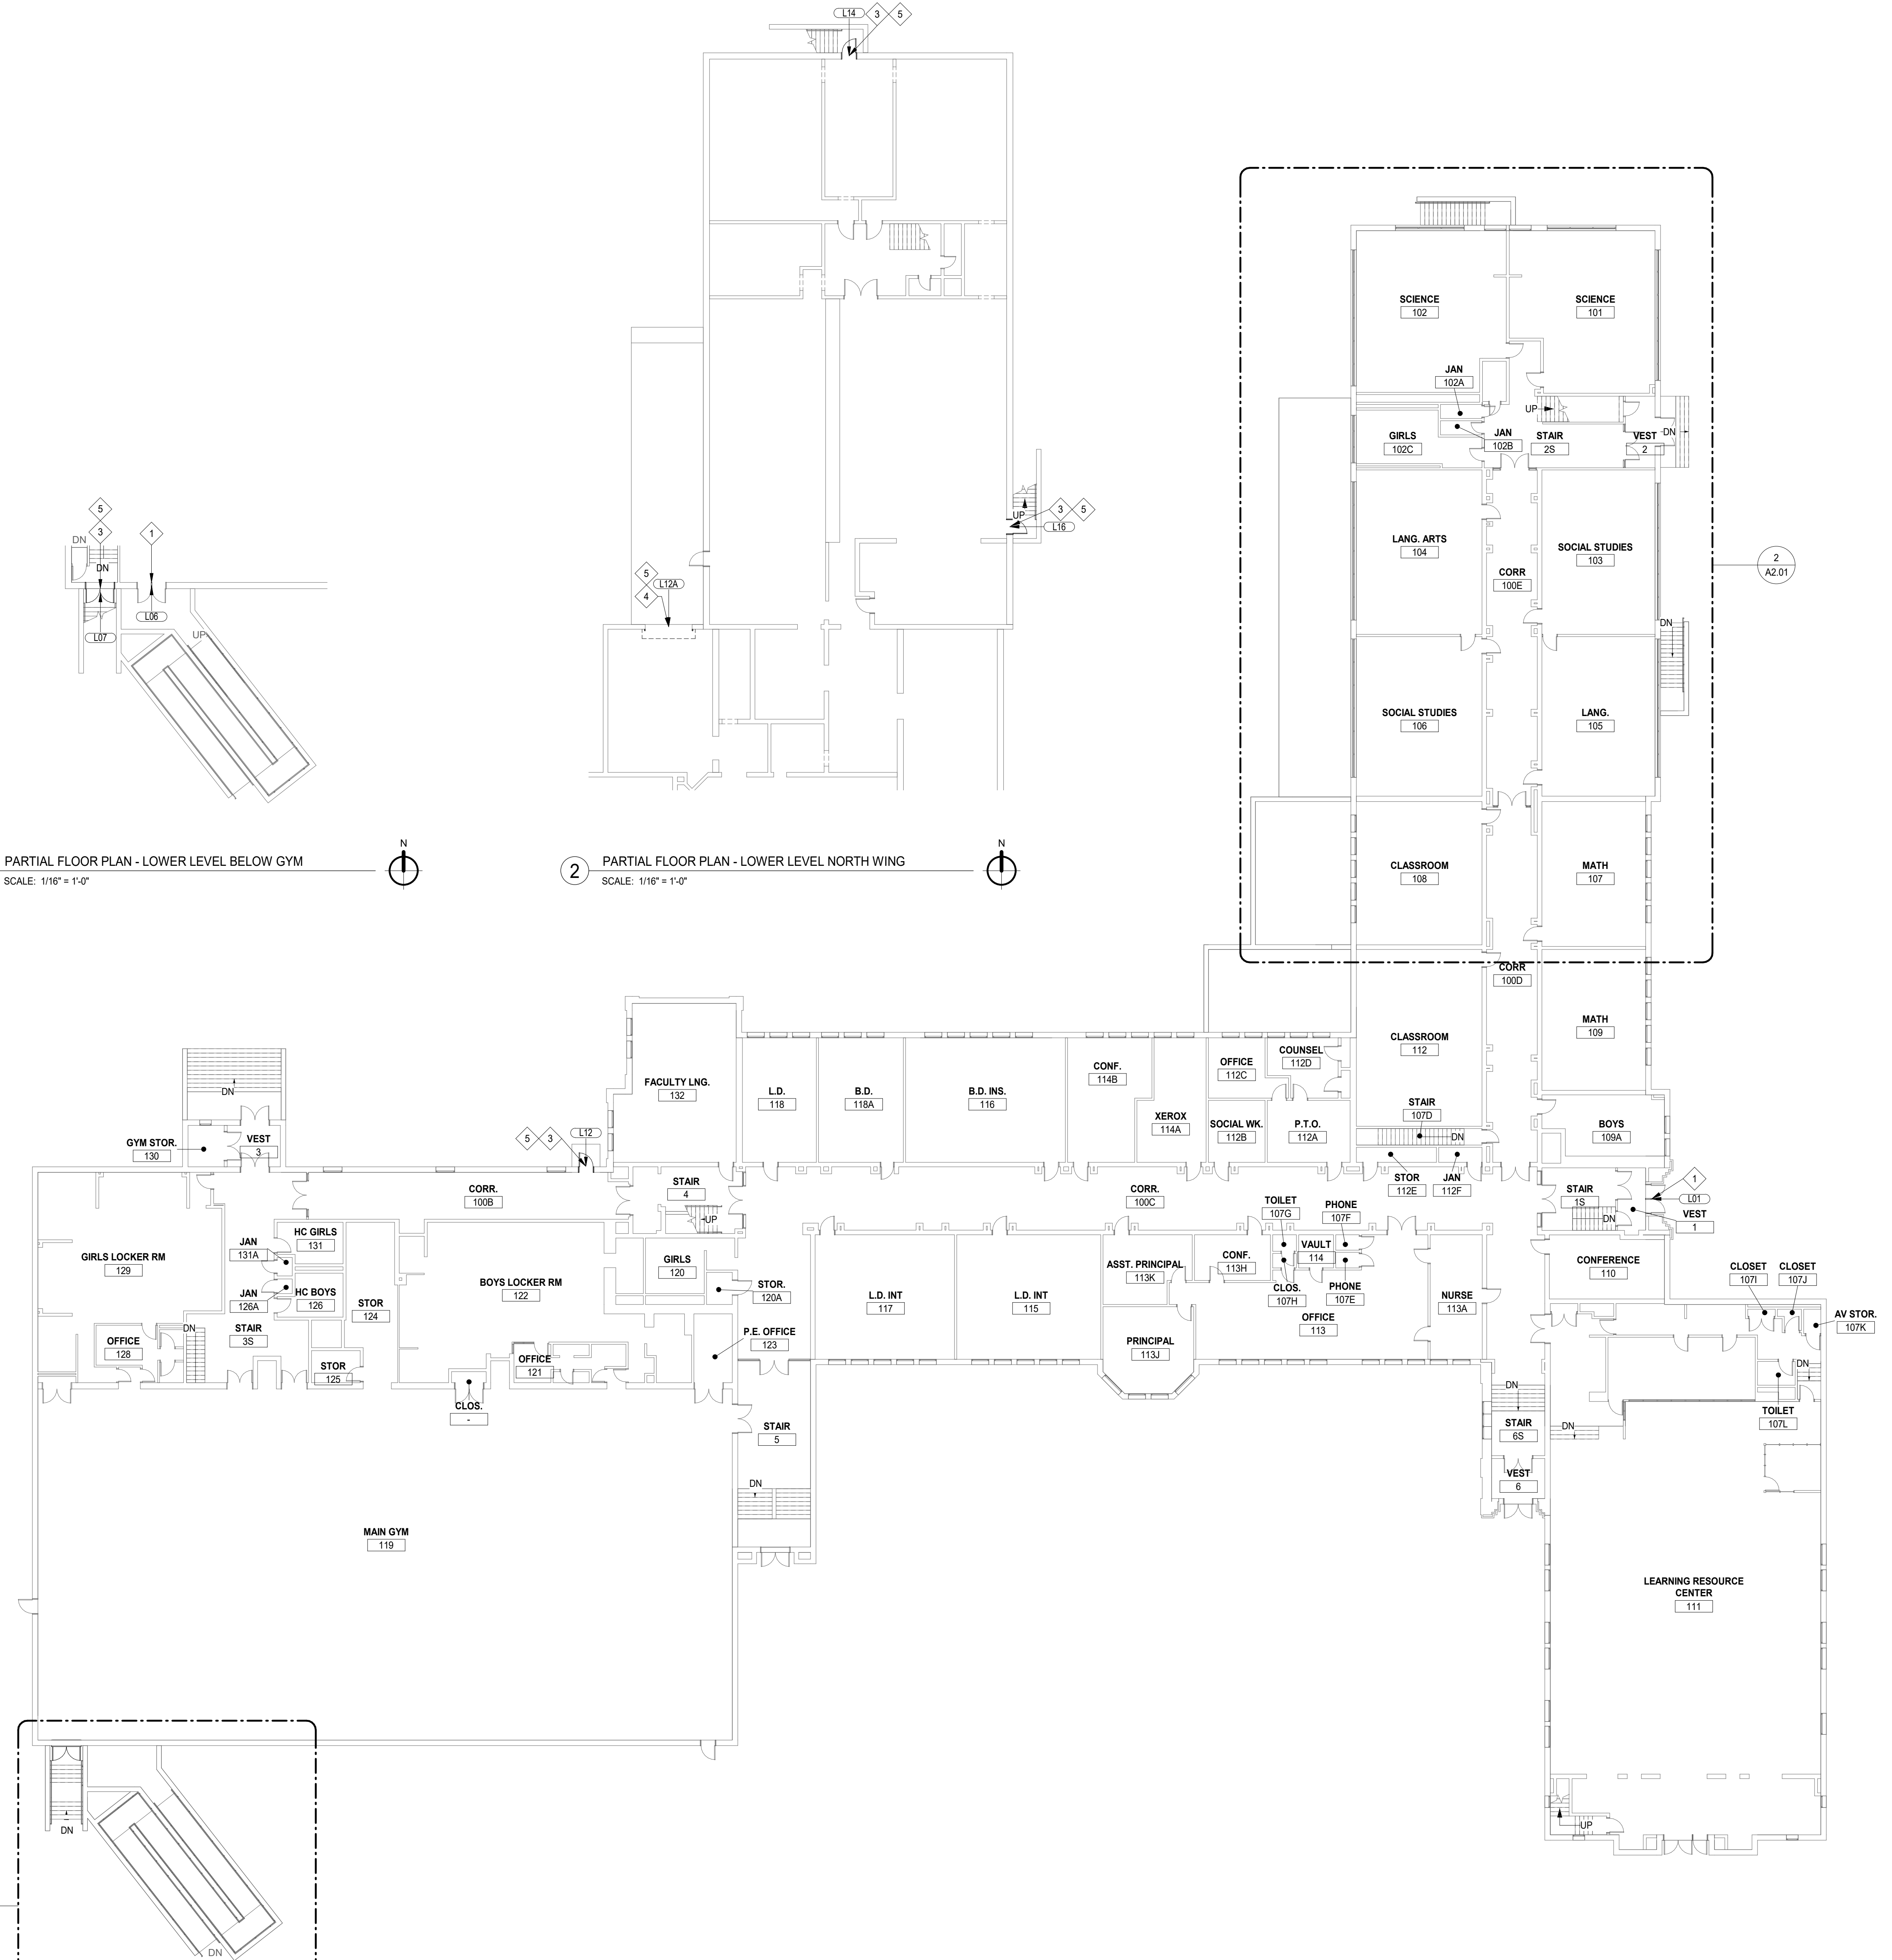 L14
3
5
5
3
1
DN
DN
L06
L07
UP
UP
3
5
L16
5
L12A
4
PARTIAL FLOOR PLAN - LOWER LEVEL BELOW GYM
SCALE: 1/16" = 1'-0"
N
2
PARTIAL FLOOR PLAN - LOWER LEVEL NORTH WING
SCALE: 1/16" = 1'-0"
N
SCIENCE
102
SCIENCE
101
JAN
102A
UP
GIRLS
102C
JAN
102B
STAIR
2S
VEST
2
DN
LANG. ARTS
104
SOCIAL STUDIES
103
CORR
100E
2
A2.01
DN
SOCIAL STUDIES
106
LANG.
105
CLASSROOM
108
MATH
107
CORR
100D
CLASSROOM
112
MATH
109
DN
GYM STOR.
130
VEST
3
5
3
L12
FACULTY LNG.
132
L.D.
118
B.D.
118A
B.D. INS.
116
CONF.
114B
XEROX
114A
OFFICE
112C
COUNSEL
112D
SOCIAL WK.
112B
P.T.O.
112A
STAIR
107D
DN
BOYS
109A
CORR.
100B
STAIR
4
UP
CORR.
100C
STOR
112E
JAN
112F
STAIR
1S
DN
1
L01
VEST
1
GIRLS LOCKER RM
129
JAN
131A
HC GIRLS
131
JAN
126A
HC BOYS
126
STOR
124
BOYS LOCKER RM
122
GIRLS
120
STOR.
120A
L.D. INT
117
L.D. INT
115
ASST. PRINCIPAL
113K
CONF.
113H
TOILET
107G
PHONE
107F
VAULT
114
CLOS.
107H
PHONE
107E
OFFICE
113
NURSE
113A
CONFERENCE
110
CLOSET
107I
CLOSET
107J
AV STOR.
107K
OFFICE
128
DN
STAIR
3S
STOR
125
OFFICE
121
P.E. OFFICE
123
PRINCIPAL
113J
CLOS.
-
STAIR
5
DN
DN
STAIR
6S
VEST
6
DN
DN
TOILET
107L
MAIN GYM
119
LEARNING RESOURCE
CENTER
111
DN
DN
UP